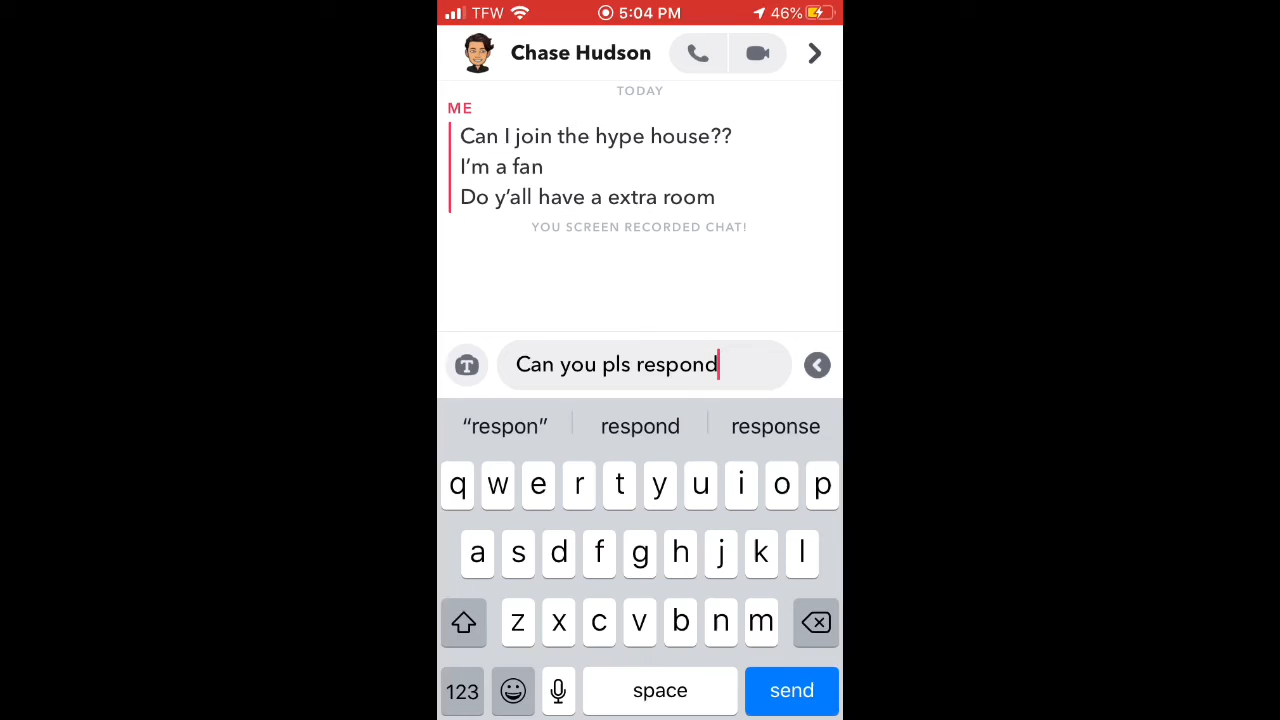 TFW 5:04 PM 46%
Chase Hudson
TODAY
ME
Can I join the hype house??
I'm a fan
Do y'all have a extra room
YOU SCREEN RECORDED CHAT!
T Can you pls respond
“respon” respond response
q w e r t y u i o p
a s d f g h j k l
z x c v b n m
123 space send